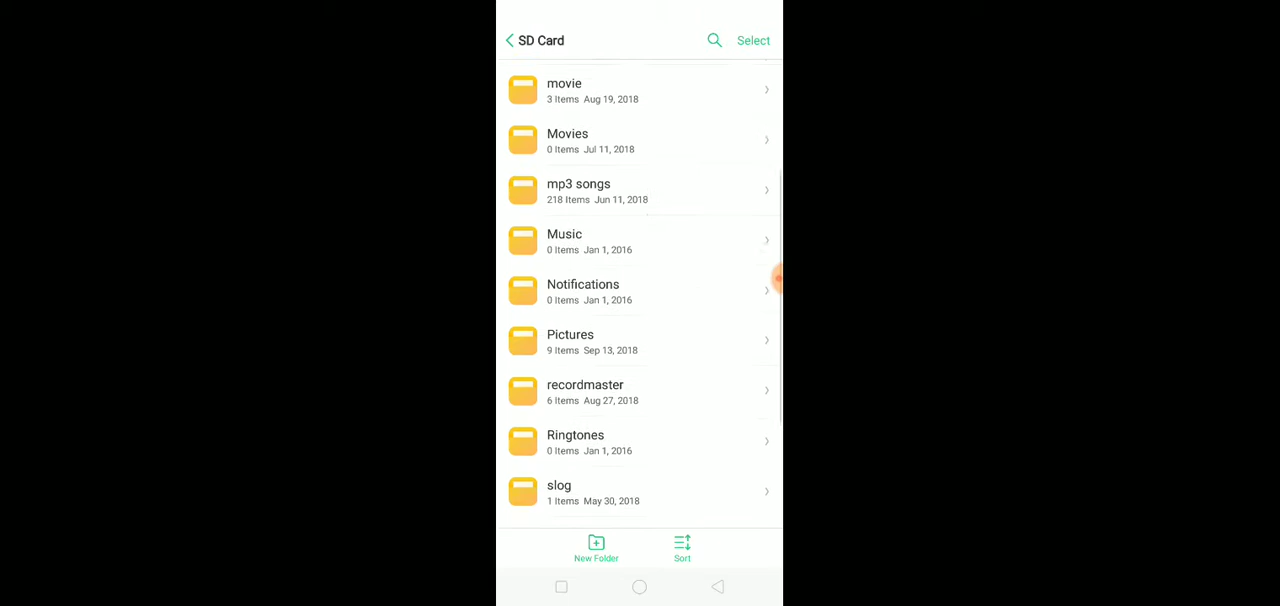 SD Card
Select
movie
3 Items Aug 19, 2018
Movies
0 Items Jul 11, 2018
mp3 songs
218 Items Jun 11, 2018
Music
0 Items Jan 1, 2016
Notifications
0 Items Jan 1, 2016
Pictures
9 Items Sep 13, 2018
recordmaster
6 Items Aug 27, 2018
Ringtones
0 Items Jan 1, 2016
slog
1 Items May 30, 2018
New Folder
Sort